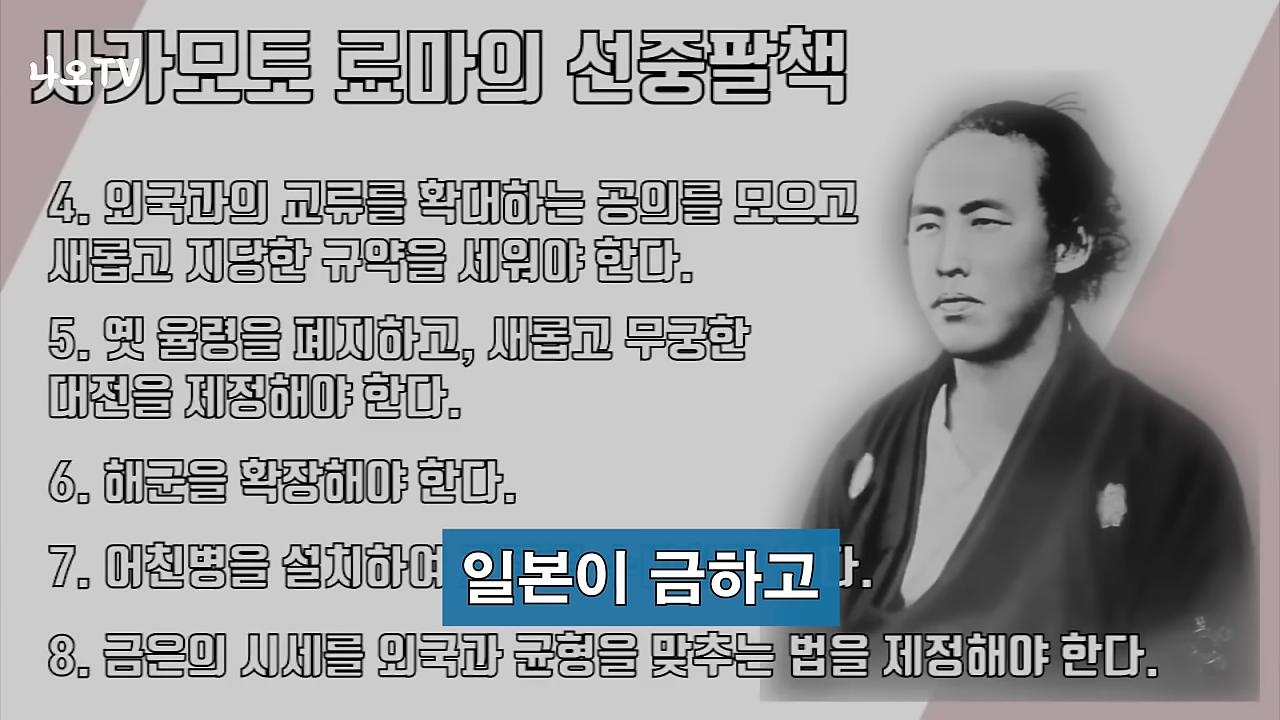 사카모토 료마의 선중팔책
나오TV
4. 외국과의 교류를 확대하는 공의를 모으고
새롭고 지당한 규약을 세워야 한다.
5. 옛 율령을 폐지하고, 새롭고 무궁한
대전을 제정해야 한다.
6. 해군을 확장해야 한다.
7. 어친병을 설치하여
일본이 금하고
8. 금은의 시세를 외국과 균형을 맞추는 법을 제정해야 한다.